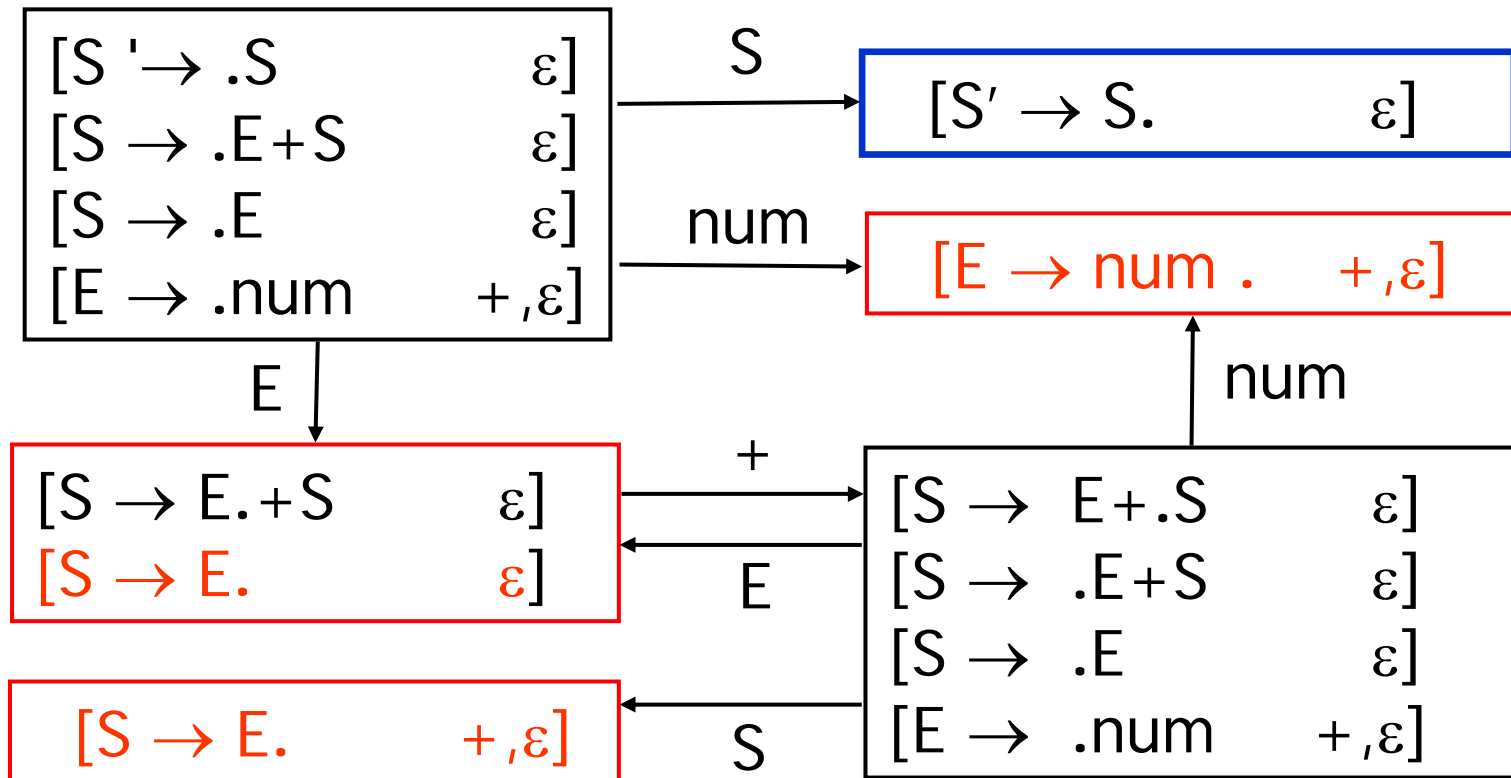 [S '→ .S ε]
[S → .E+S ε]
[S → .E ε]
[E → .num +,ε]
S
[S′ → S. ε]
num
[E → num . +,ε]
E
num
[S → E.+S ε]
[S → E. ε]
+
E
[S → E+.S ε]
[S → .E+S ε]
[S → .E ε]
[E → .num +,ε]
[S → E. +,ε]
S